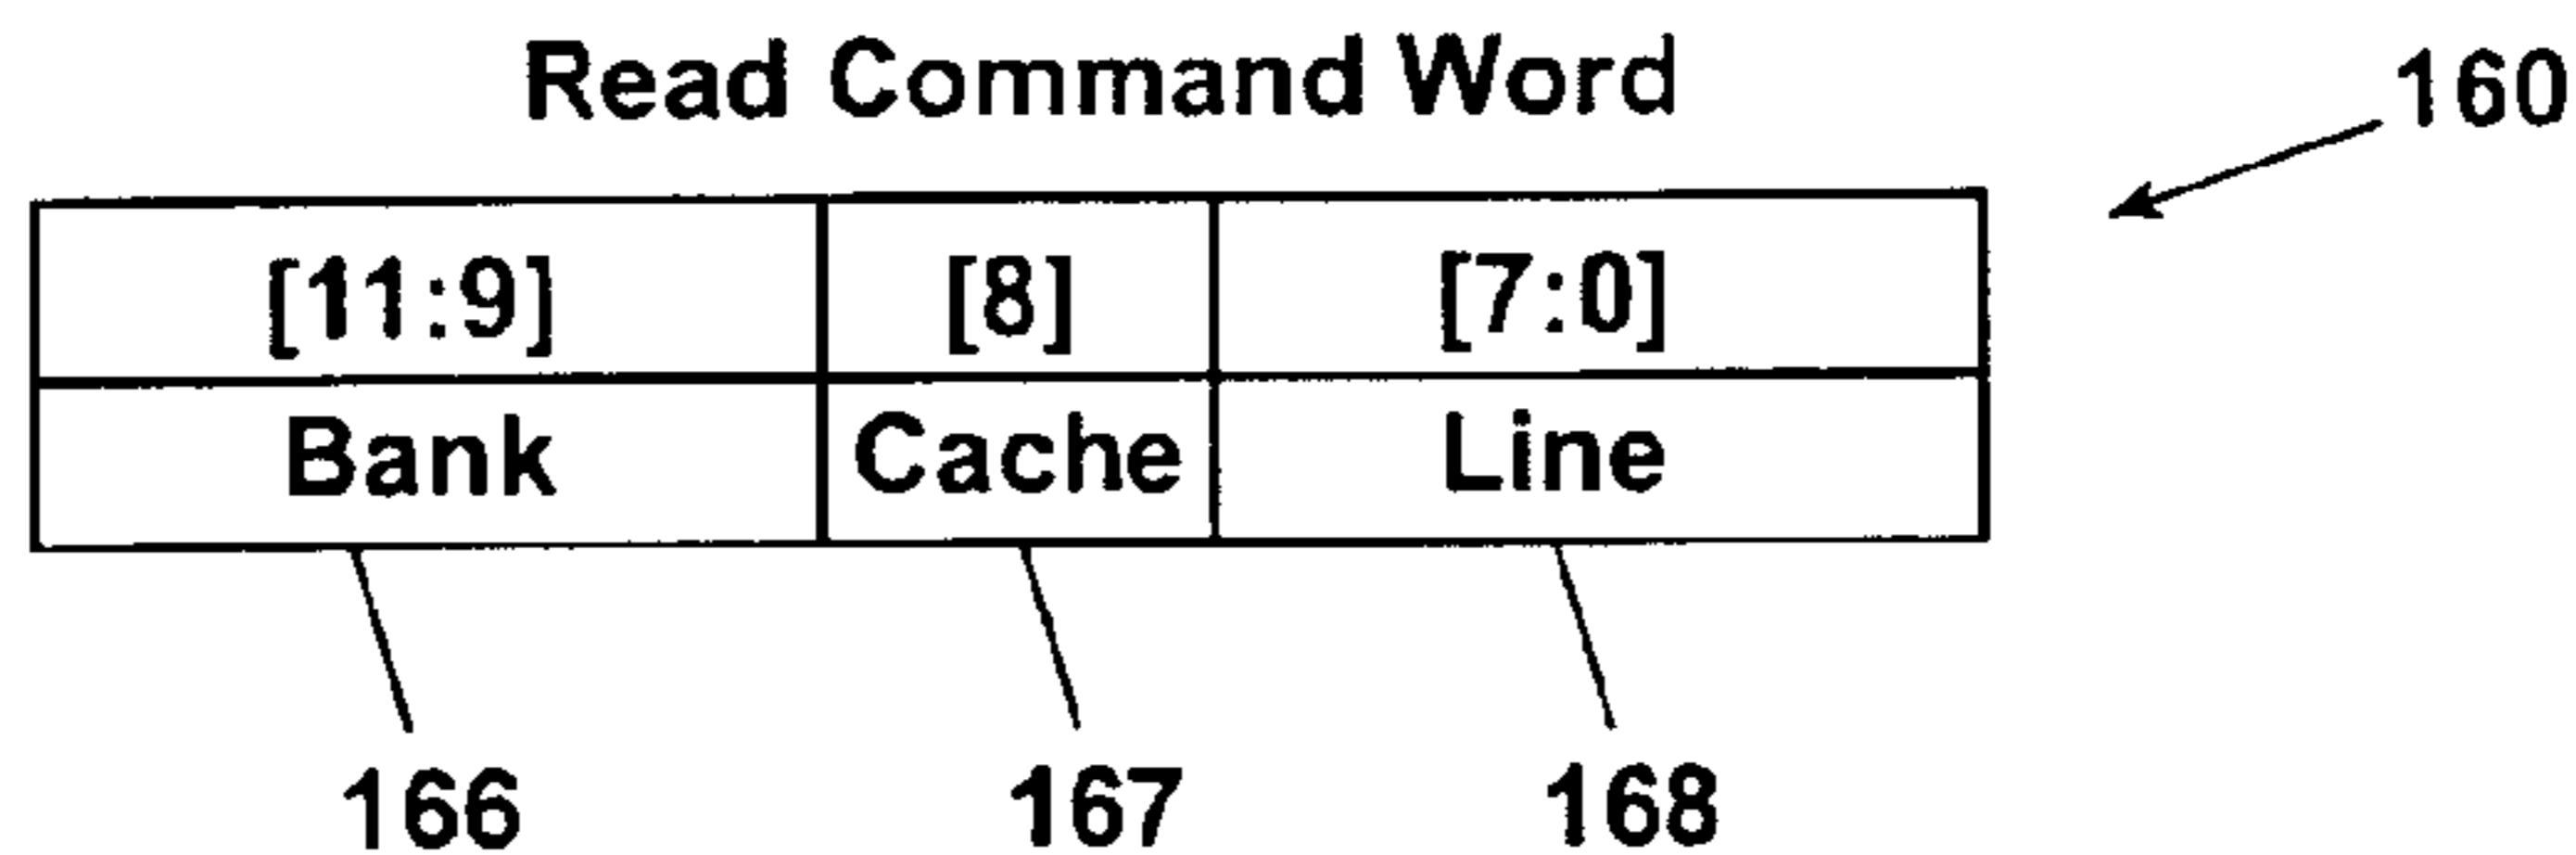 Read Command Word
160
[11:9] [8] [7:0]
Bank Cache Line
166 167 168